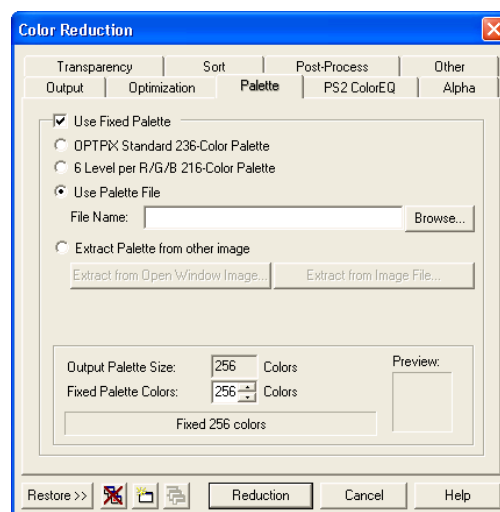 Color Reduction
Transparency Sort Post-Process Other
Output Optimization Palette PS2 ColorEQ Alpha
Use Fixed Palette
OPTPiX Standard 236-Color Palette
6 Level per R/G/B 216-Color Palette
Use Palette File
File Name: Browse...
Extract Palette from other image
Extract from Open Window Image... Extract from Image File...
Output Palette Size: 256 Colors Preview:
Fixed Palette Colors: 256 Colors
Fixed 256 colors
Restore >> Reduction Cancel Help